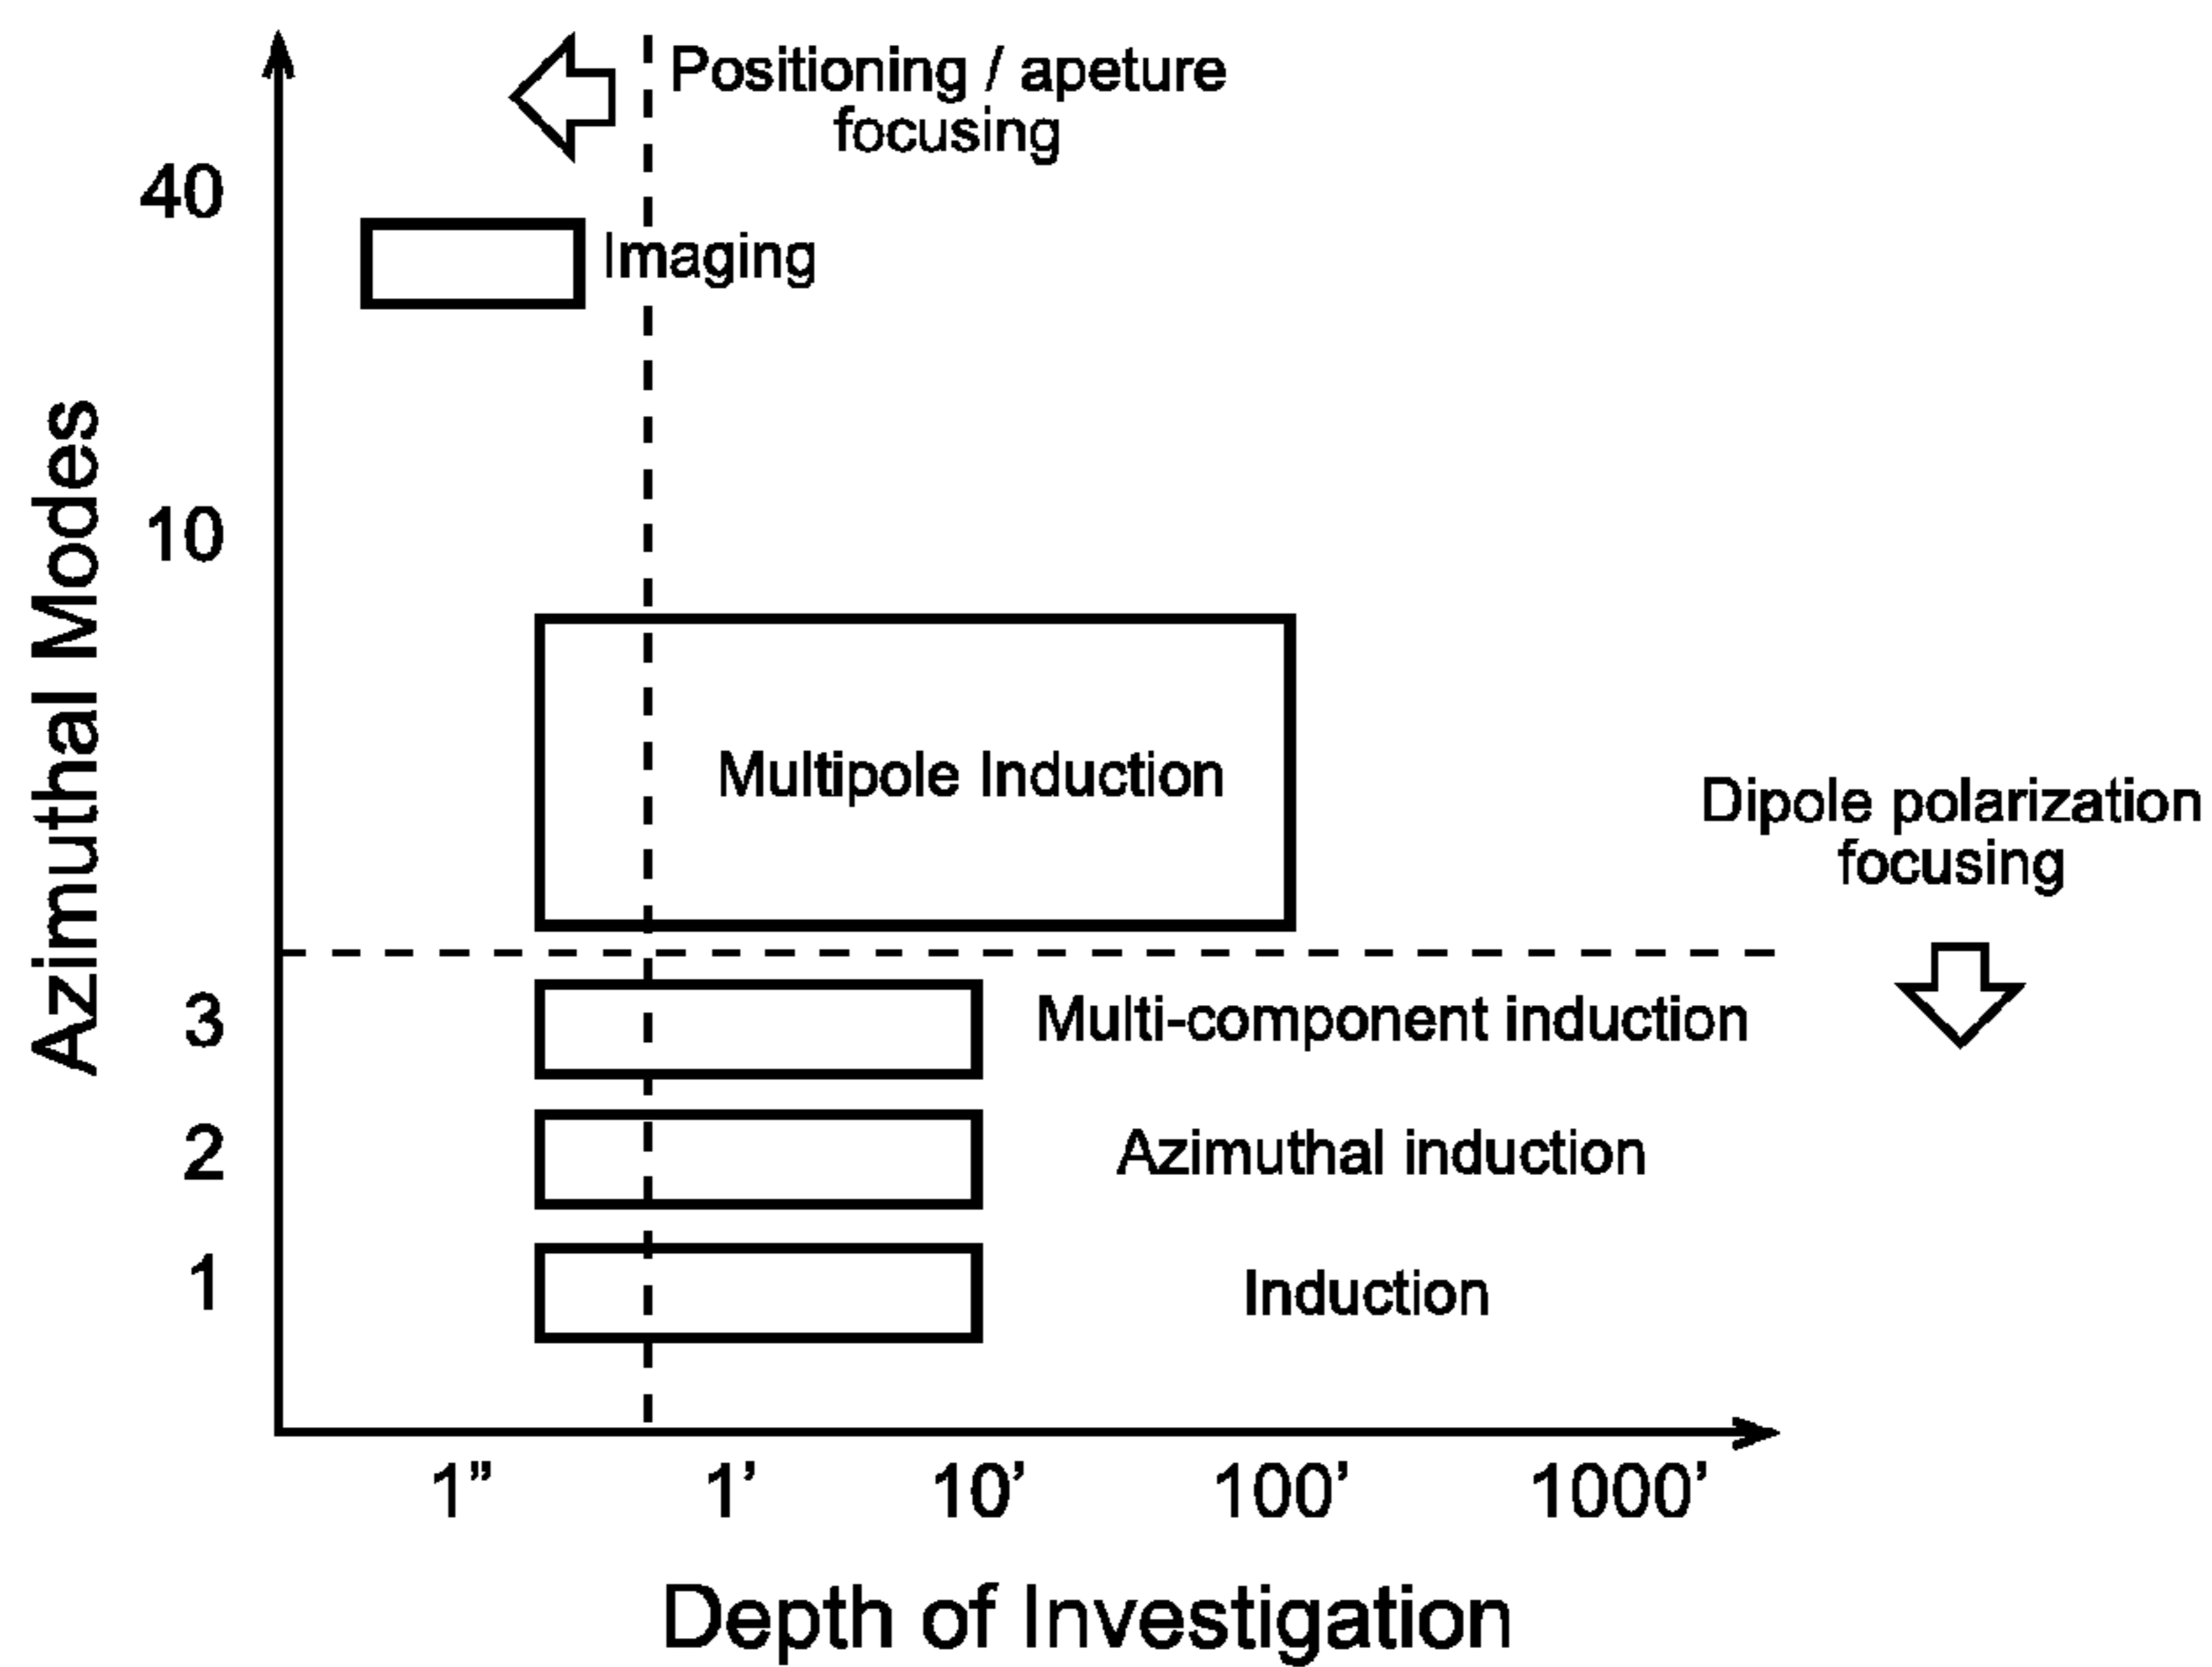 Positioning / apeture
focusing
40
Imaging
Azimuthal Modes
10
Multipole Induction
Dipole polarization
focusing
3
Multi-component induction
2
Azimuthal induction
1
Induction
1” 1’ 10’ 100’ 1000’
Depth of Investigation